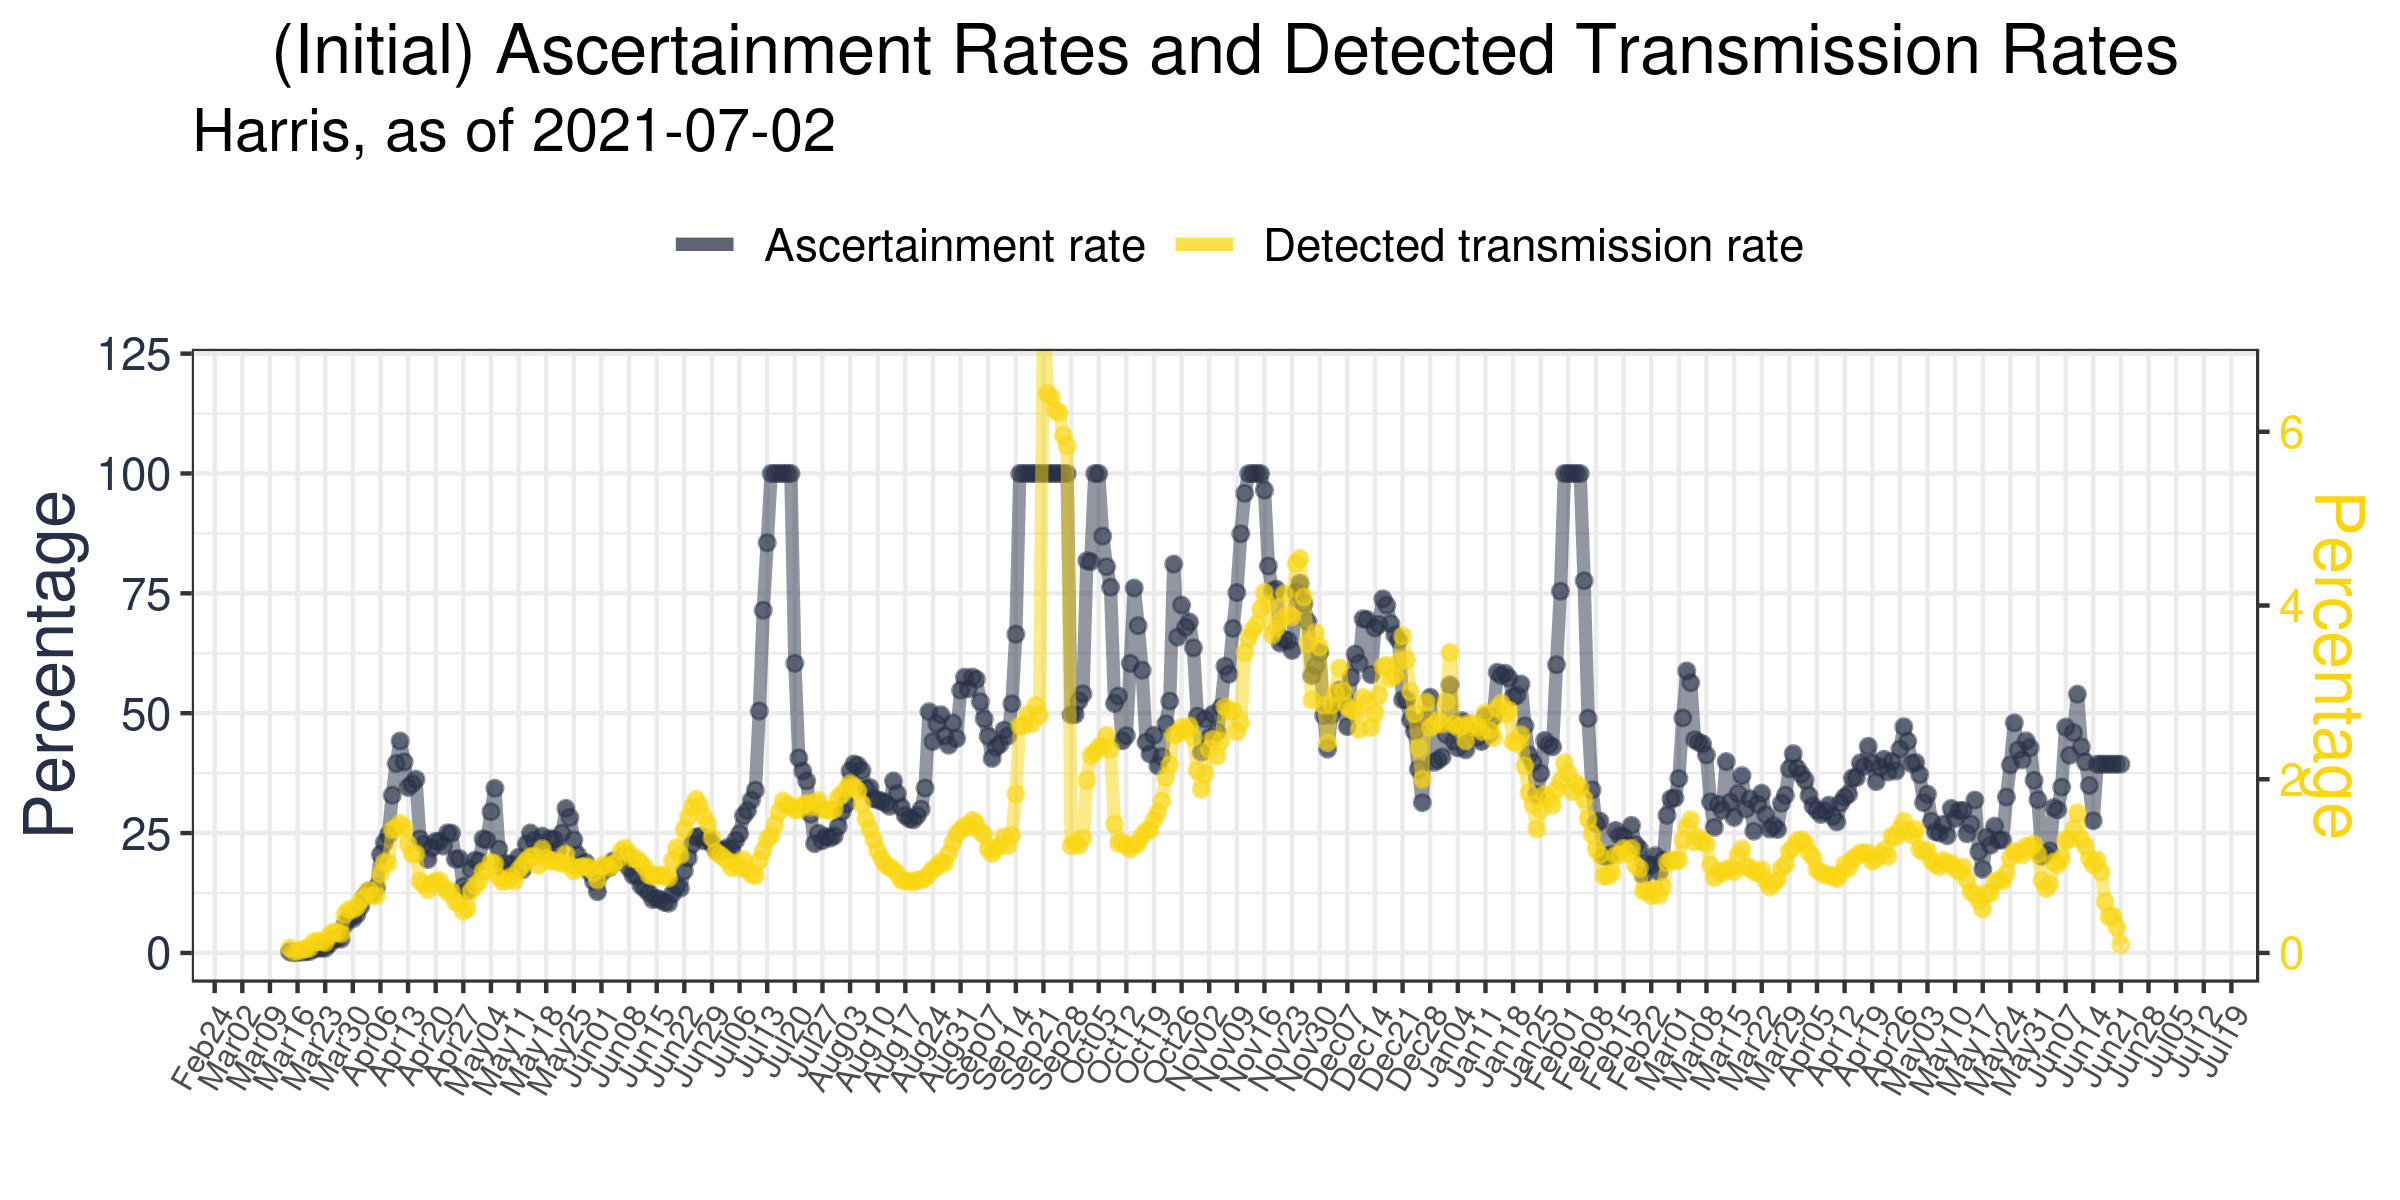 (Initial) Ascertainment Rates and Detected Transmission Rates
Harris, as of 2021-07-02
Ascertainment rate
Detected transmission rate
125
100
75
50
25
0
Percentage
6
4
2
0
Percentage
Feb24
Mar02
Mar09
Mar16
Mar23
Mar30
Apr06
Apr13
Apr20
Apr27
May04
May11
May18
May25
Jun01
Jun08
Jun15
Jun22
Jun29
Jul06
Jul13
Jul20
Jul27
Aug03
Aug10
Aug17
Aug24
Aug31
Sep07
Sep14
Sep21
Sep28
Oct05
Oct12
Oct19
Oct26
Nov02
Nov09
Nov16
Nov23
Nov30
Dec07
Dec14
Dec21
Dec28
Jan04
Jan11
Jan18
Jan25
Feb01
Feb08
Feb15
Feb22
Mar01
Mar08
Mar15
Mar22
Mar29
Apr05
Apr12
Apr19
Apr26
May03
May10
May17
May24
May31
Jun07
Jun14
Jun21
Jun28
Jul05
Jul12
Jul19